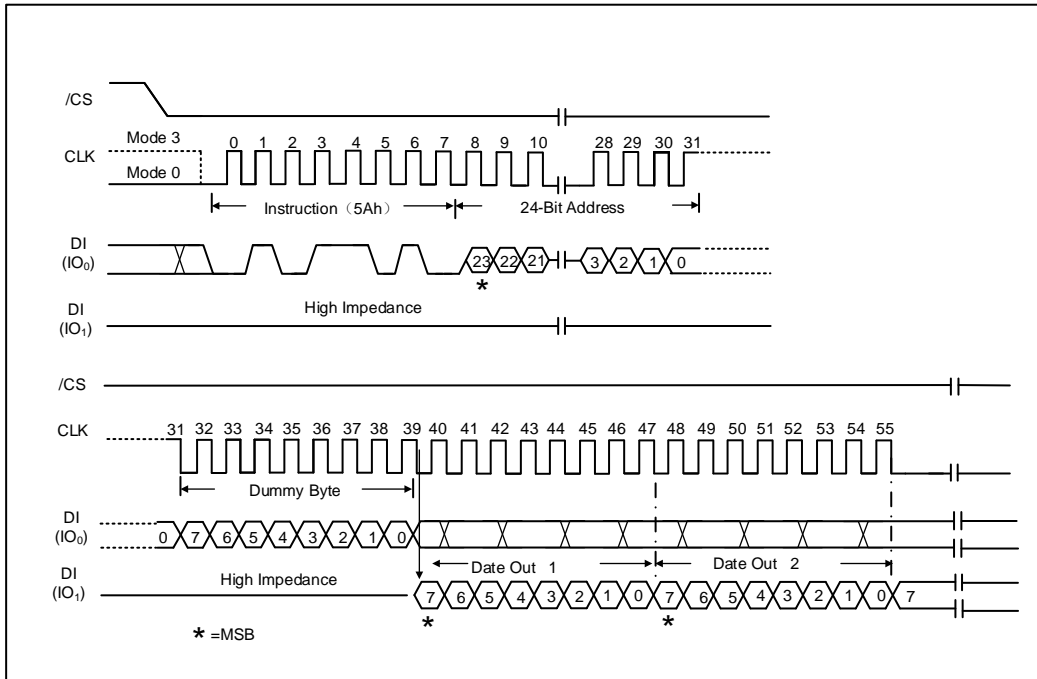 /CS
Mode 3
CLK
0 1 2 3 4 5 6 7 8 9 10 28 29 30 31
Mode 0
Instruction（5Ah） 24-Bit Address
DI
(IO₀)
23 22 21 3 2 1 0
*
High Impedance
DI
(IO₁)
/CS
CLK
31 32 33 34 35 36 37 38 39 40 41 42 43 44 45 46 47 48 49 50 51 52 53 54 55
Dummy Byte
DI
(IO₀)
0 7 6 5 4 3 2 1 0
Date Out 1 Date Out 2
DI
(IO₁)
High Impedance
7 6 5 4 3 2 1 0 7 6 5 4 3 2 1 0 7
* *
* =MSB